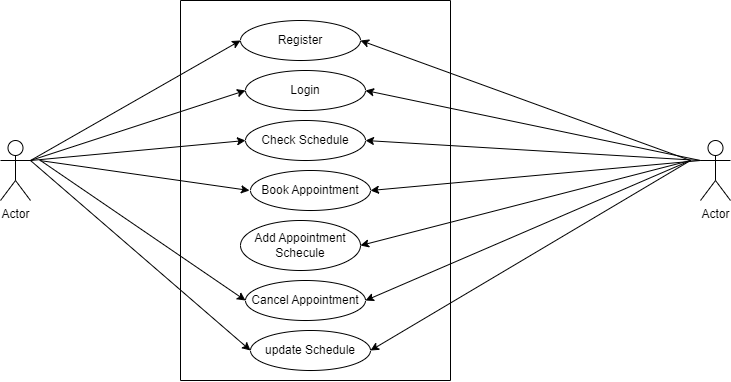 Register
Login
Check Schedule
Book Appointment
Actor
Actor
Add Appointment
Schecule
Cancel Appointment
update Schedule